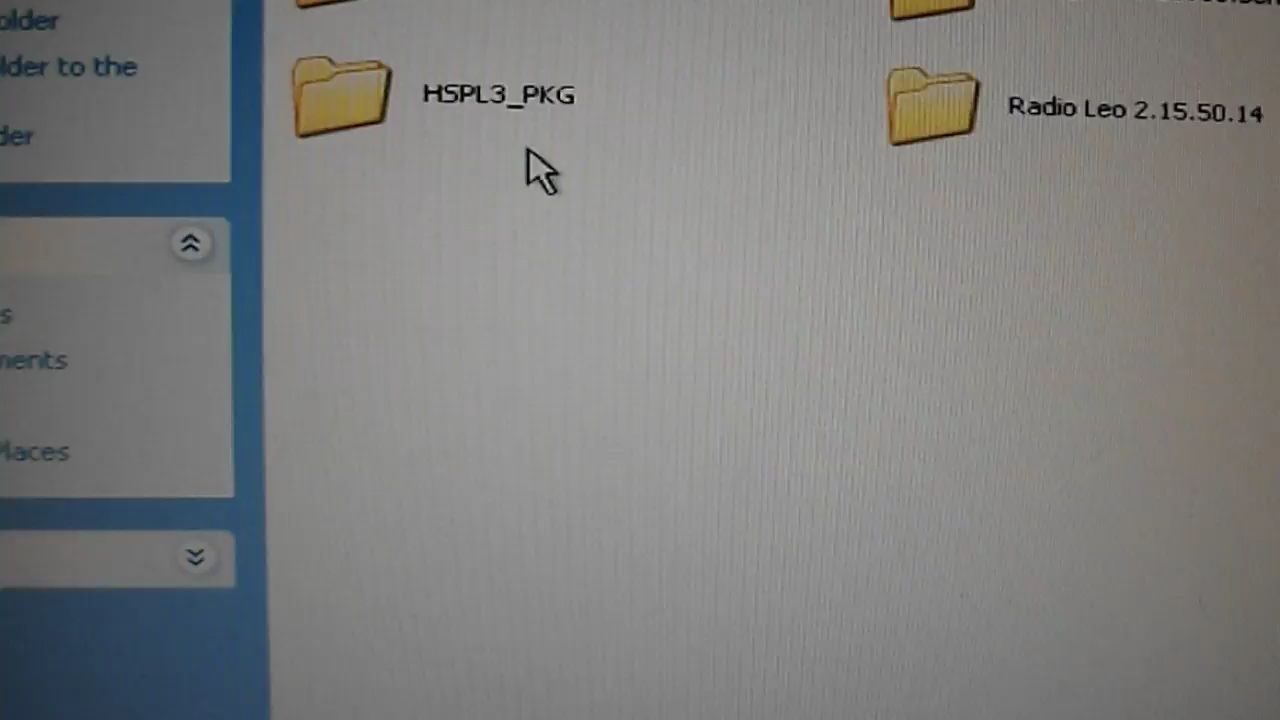 older
lder to the
der
s
ments
Places
HSPL3_PKG
Radio Leo 2.15.50.14